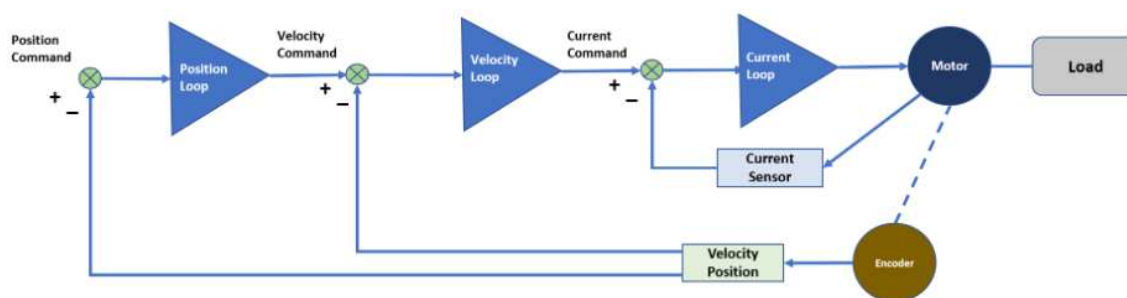 Position
Command
+
−
Position
Loop
Velocity
Command
+
−
Velocity
Loop
Current
Command
+
−
Current
Loop
Motor
Load
Current
Sensor
Velocity
Position
Encoder